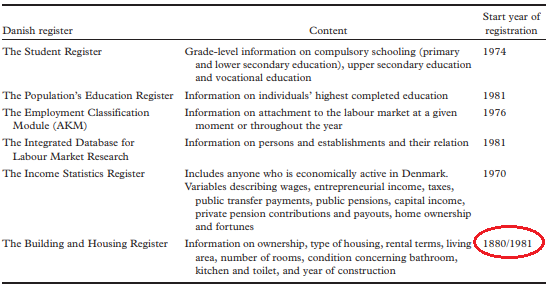 Danish register Content Start year of registration
The Student Register Grade-level information on compulsory schooling (primary 1974
and lower secondary education), upper secondary education
and vocational education
The Population's Education Register Information on individuals' highest completed education 1981
The Employment Classification Information on attachment to the labour market at a given 1976
Module (AKM) moment or throughout the year
The Integrated Database for Information on persons and establishments and their relation 1981
Labour Market Research
The Income Statistics Register Includes anyone who is economically active in Denmark. 1970
Variables describing wages, entrepreneurial income, taxes,
public transfer payments, public pensions, capital income,
private pension contributions and payouts, home ownership
and fortunes
The Building and Housing Register Information on ownership, type of housing, rental terms, living 1880/1981
area, number of rooms, condition concerning bathroom,
kitchen and toilet, and year of construction